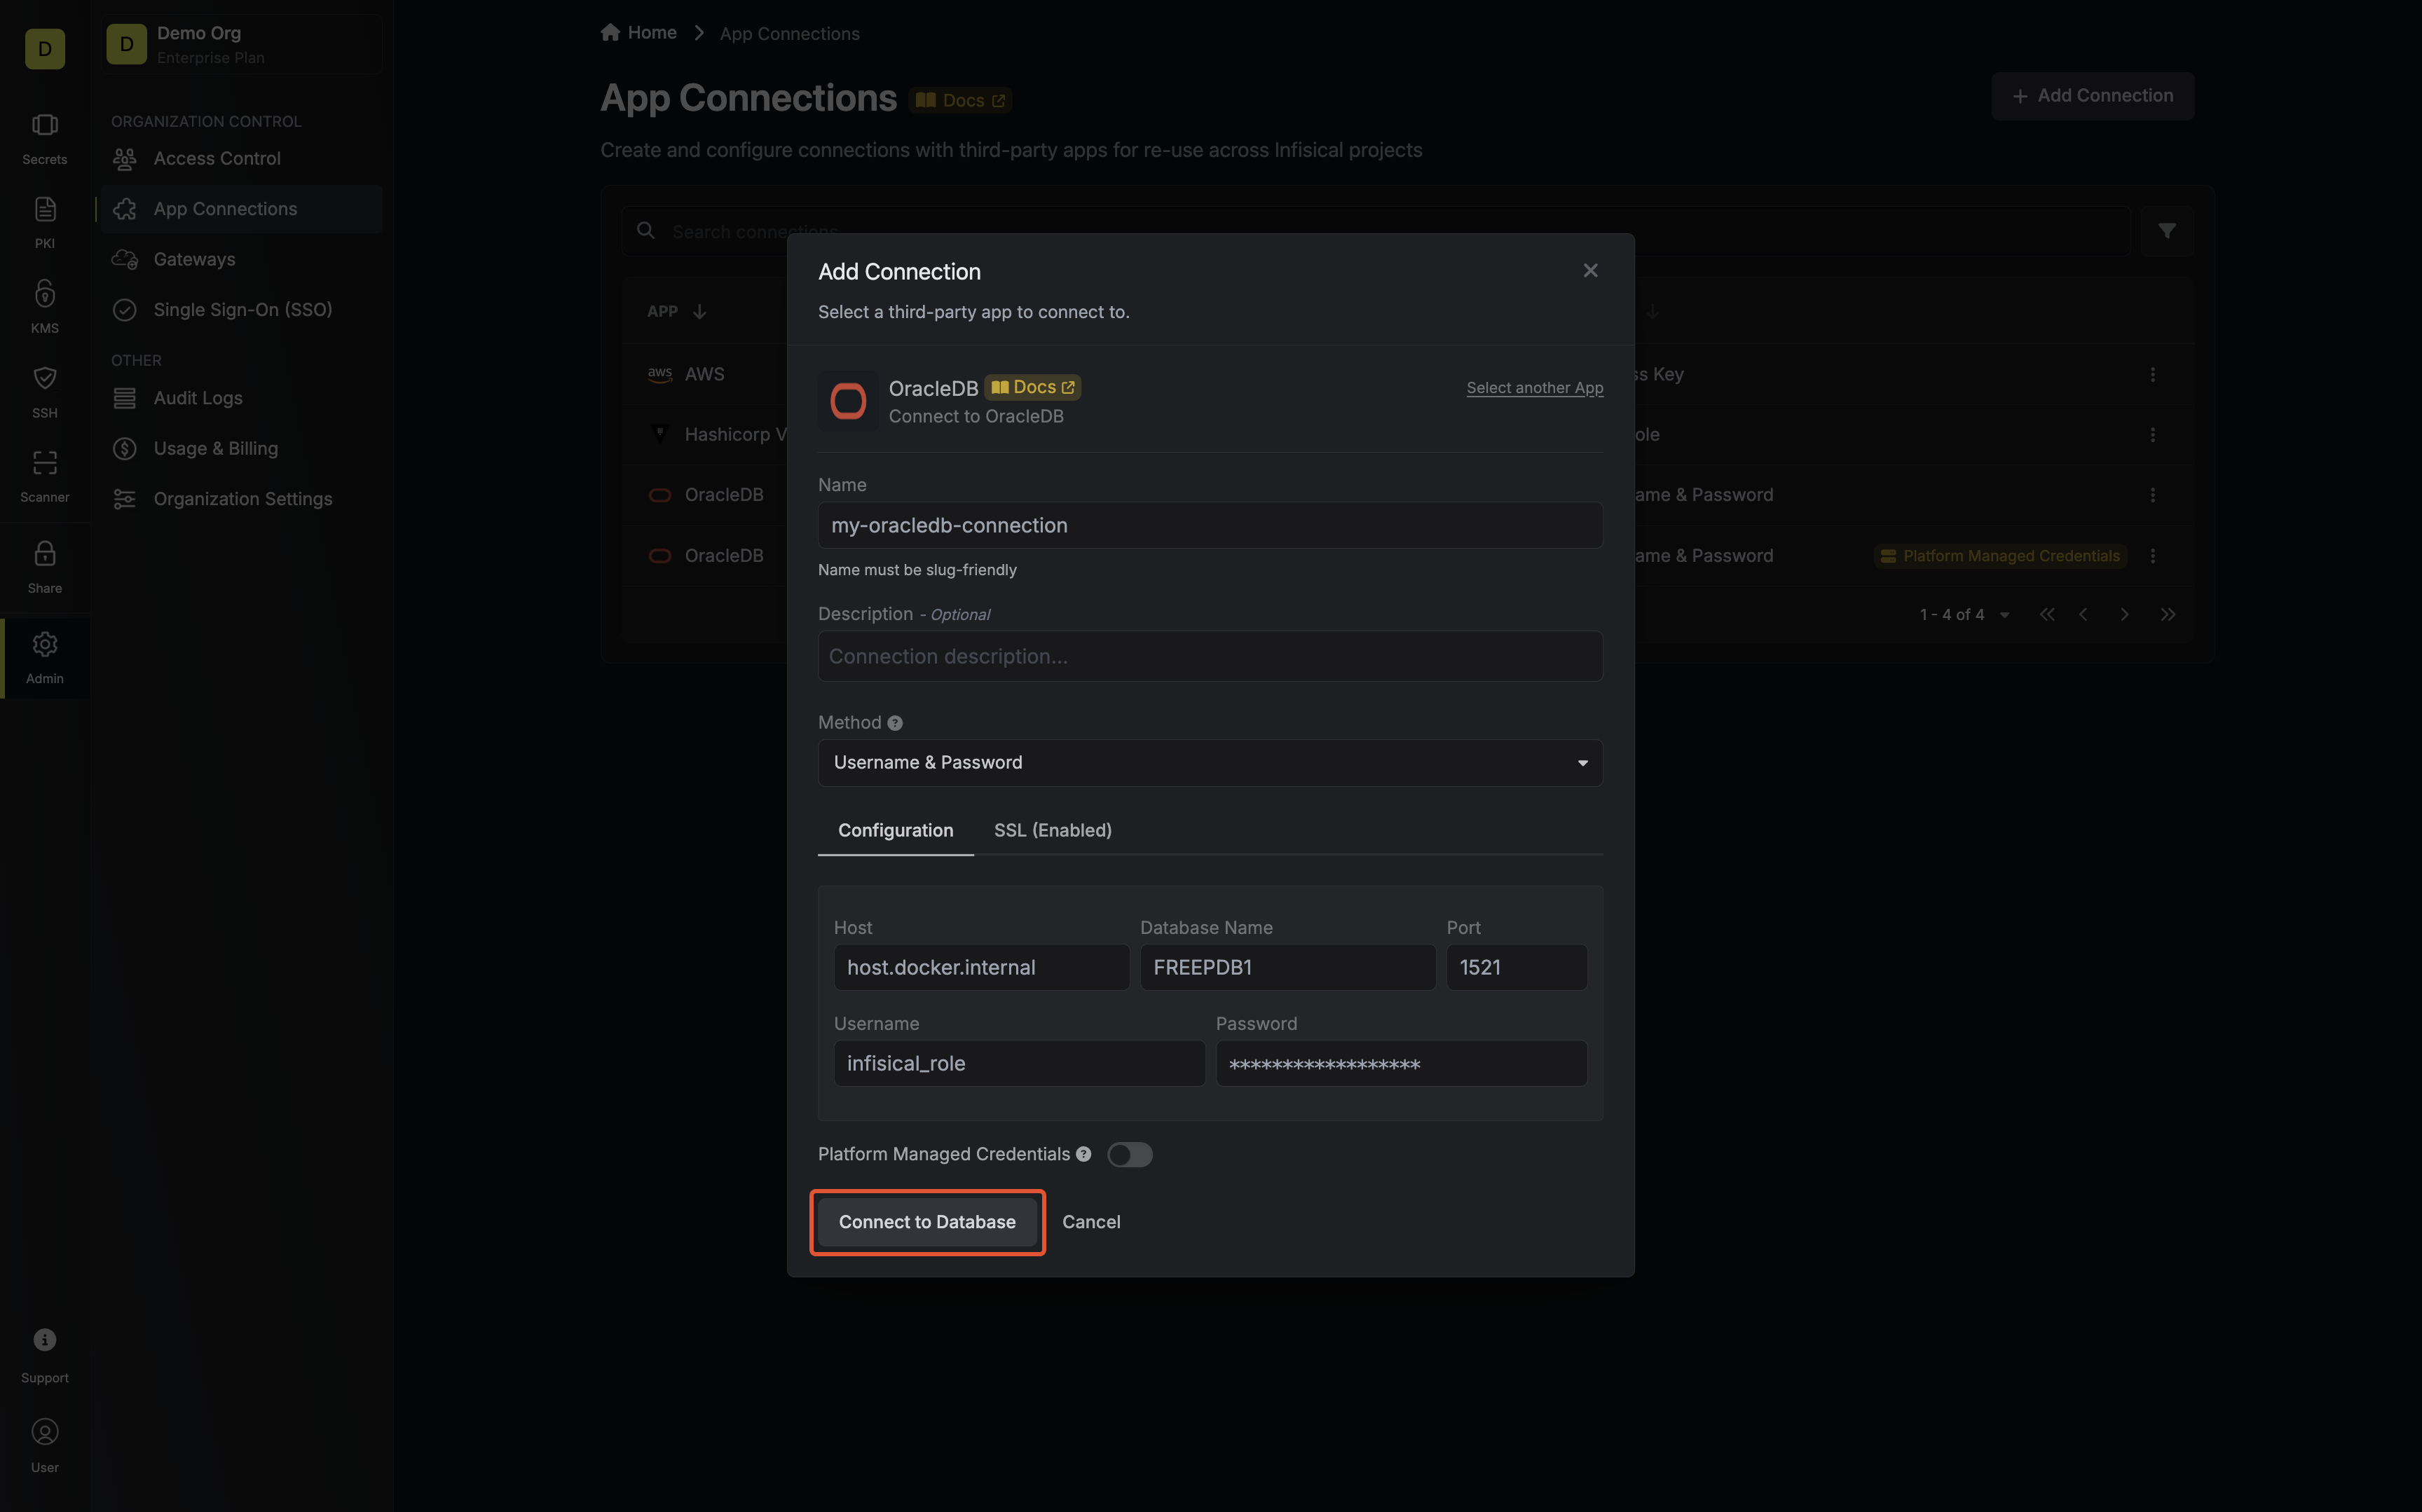 D
Secrets
PKI
KMS
SSH
Scanner
Share
Admin
Support
User
D
Demo Org
Enterprise Plan
ORGANIZATION CONTROL
Access Control
App Connections
Gateways
Single Sign-On (SSO)
OTHER
Audit Logs
Usage & Billing
Organization Settings
Home
App Connections
App Connections
Docs
Add Connection
Create and configure connections with third-party apps for re-use across Infisical projects
Search connections
APP
aws AWS
ss Key
Hashicorp V
ole
OracleDB
ame & Password
OracleDB
ame & Password
Platform Managed Credentials
1 - 4 of 4
Add Connection
Select a third-party app to connect to.
OracleDB
Docs
Select another App
Connect to OracleDB
Name
my-oracledb-connection
Name must be slug-friendly
Description - Optional
Connection description...
Method
Username & Password
Configuration
SSL (Enabled)
Host
Database Name
Port
host.docker.internal
FREEPDB1
1521
Username
Password
infisical_role
******************
Platform Managed Credentials
Connect to Database
Cancel